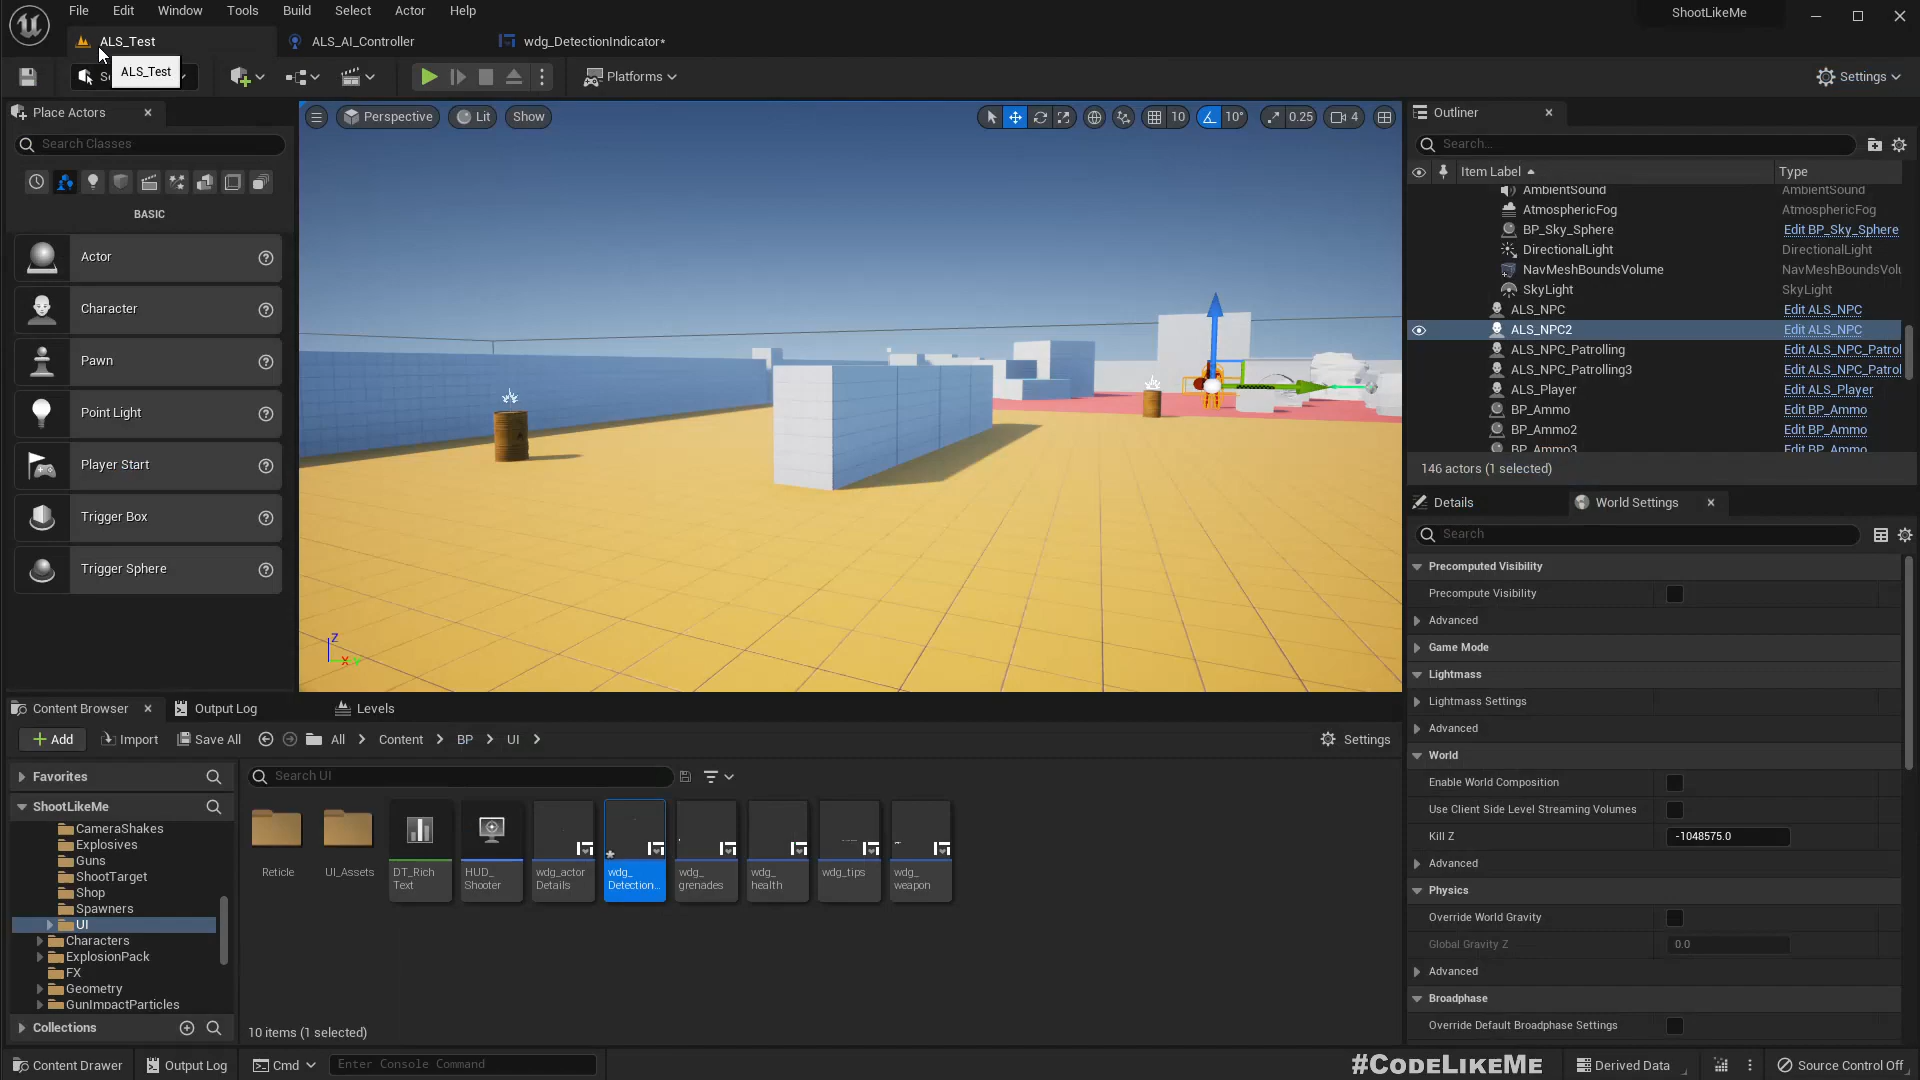 File Edit Window Tools Build Select Actor Help
ShootLikeMe
ALS_Test
ALS_AI_Controller
wdg_DetectionIndicator*
ALS_Test
Platforms
Settings
Place Actors
Search Classes
BASIC
Actor
Character
Pawn
Point Light
Player Start
Trigger Box
Trigger Sphere
Perspective
Lit
Show
10
10°
0.25
4
Z
X
Outliner
Search...
Item Label
Type
AmbientSound AmbientSound
AtmosphericFog AtmosphericFog
BP_Sky_Sphere Edit BP_Sky_Sphere
DirectionalLight DirectionalLight
NavMeshBoundsVolume NavMeshBoundsVolu
SkyLight SkyLight
ALS_NPC Edit ALS_NPC
ALS_NPC2 Edit ALS_NPC
ALS_NPC_Patrolling Edit ALS_NPC_Patrol
ALS_NPC_Patrolling3 Edit ALS_NPC_Patrol
ALS_Player Edit ALS_Player
BP_Ammo Edit BP_Ammo
BP_Ammo2 Edit BP_Ammo
BP_Ammo3 Edit BP_Ammo
146 actors (1 selected)
Details
World Settings
Search
Precomputed Visibility
Precompute Visibility
Advanced
Game Mode
Lightmass
Lightmass Settings
Advanced
World
Enable World Composition
Use Client Side Level Streaming Volumes
Kill Z -1048575.0
Advanced
Physics
Override World Gravity
Global Gravity Z 0.0
Advanced
Broadphase
Override Default Broadphase Settings
Content Browser
Output Log
Levels
Add
Import
Save All
All
Content
BP
UI
Settings
Favorites
Search UI
ShootLikeMe
CameraShakes
Explosives
Guns
ShootTarget
Shop
Spawners
UI
Characters
ExplosionPack
FX
Geometry
GunImpactParticles
Collections
Reticle
UI_Assets
DT_Rich
Text
HUD_
Shooter
wdg_actor
Details
wdg_
Detection...
wdg_
grenades
wdg_
health
wdg_tips
wdg_
weapon
10 items (1 selected)
Content Drawer
Output Log
Cmd
Enter Console Command
#CODELIKEME
Derived Data
Source Control Off